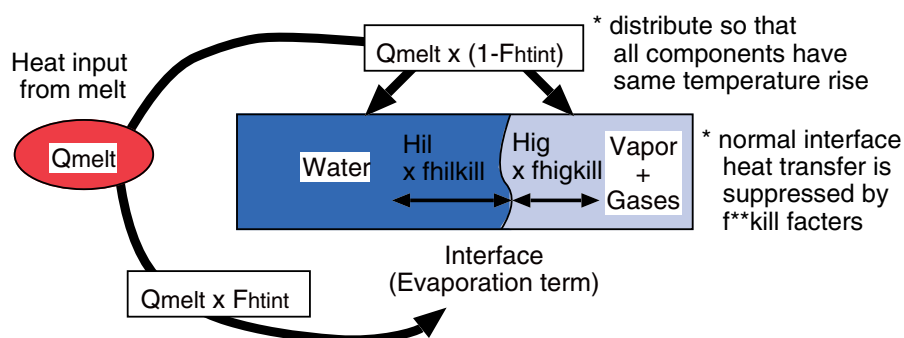 Heat input
from melt
Qmelt
Qmelt x (1-Fhtint)
* distribute so that
all components have
same temperature rise
Water
Hil
x fhilkill
Hig
x fhigkill
Vapor
+
Gases
* normal interface
heat transfer is
suppressed by
f**kill facters
Interface
(Evaporation term)
Qmelt x Fhtint